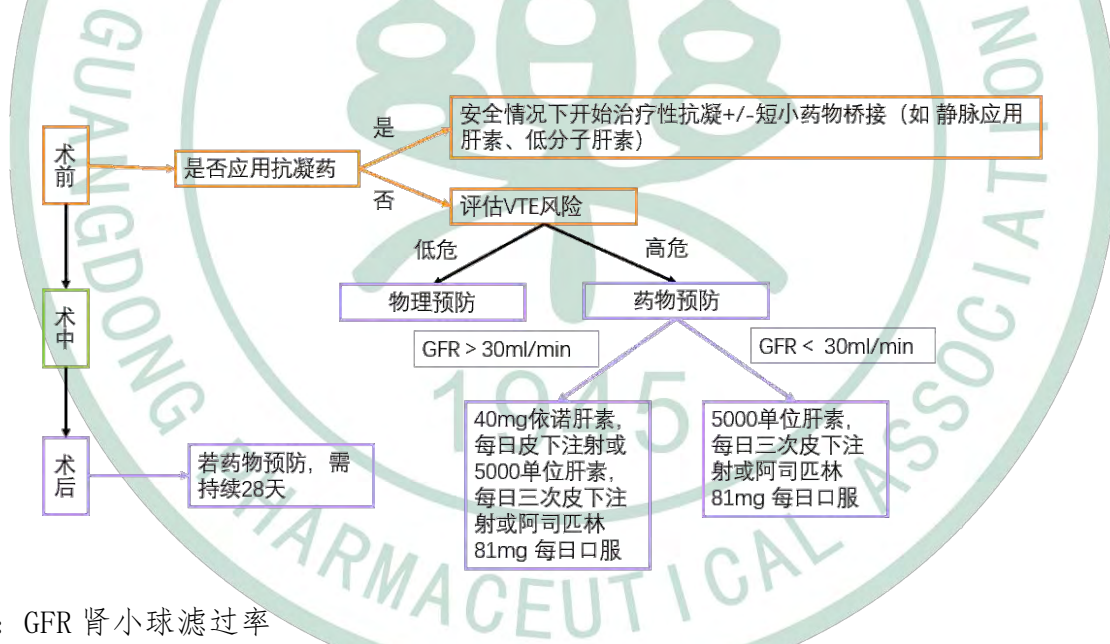 安全情况下开始治疗性抗凝+/-短小药物桥接（如 静脉应用
肝素、低分子肝素）
是
术
前
是否应用抗凝药
否
评估VTE风险
低危
高危
物理预防
药物预防
术
中
GFR > 30ml/min
GFR < 30ml/min
40mg依诺肝素，
每日皮下注射或
5000单位肝素，
每日三次皮下注
射或阿司匹林
81mg 每日口服
5000单位肝素，
每日三次皮下注
射或阿司匹林
81mg 每日口服
术
后
若药物预防，需
持续28天
：GFR 肾小球滤过率
GUANGDONG PHARMACEUTICAL ASSOCIATION
1945